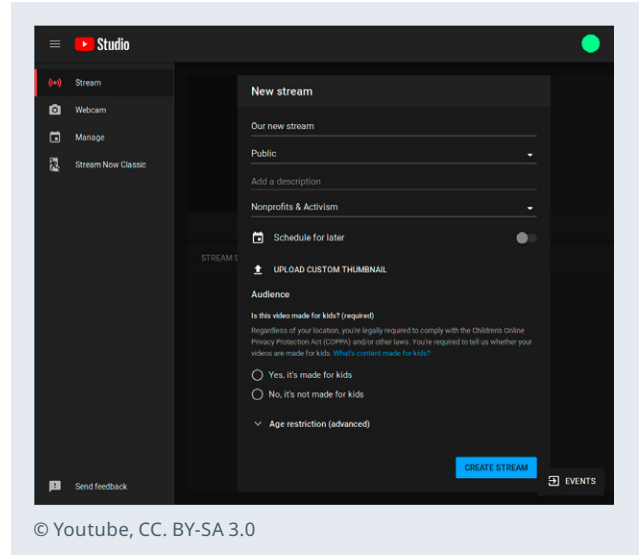 Studio
Stream
Webcam
Manage
Stream Now Classic
Send feedback
STREAM S
New stream
Our new stream
Public
Add a description
Nonprofits & Activism
Schedule for later
UPLOAD CUSTOM THUMBNAIL
Audience
Is this video made for kids? (required)
Regardless of your location, you're legally required to comply with the Children's Online
Privacy Protection Act (COPPA) and/or other laws. You're required to tell us whether your
videos are made for kids. What's content made for kids?
Yes, it's made for kids
No, it's not made for kids
Age restriction (advanced)
CREATE STREAM
EVENTS
© Youtube, CC. BY-SA 3.0